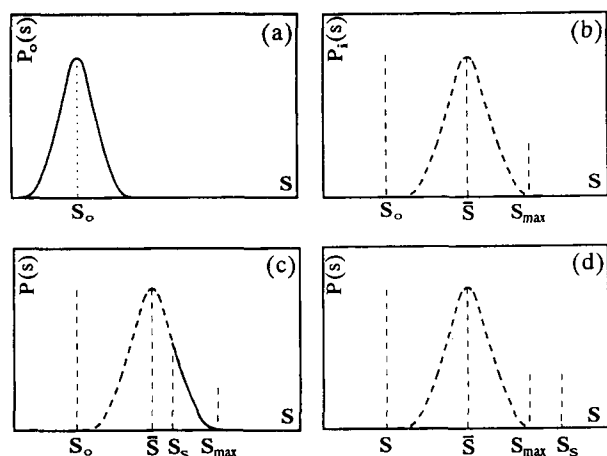 P₀(s)
(a)
S
S₀
Pᵢ(s)
(b)
S
S₀ S̄ Sₘₐₓ
P(s)
(c)
S
S₀ S̄ Sₛ Sₘₐₓ
P(s)
(d)
S
S S̄ Sₘₐₓ Sₛ